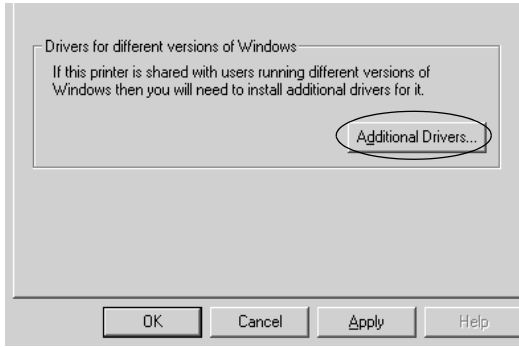 Drivers for different versions of Windows
If this printer is shared with users running different versions of
Windows then you will need to install additional drivers for it.
Additional Drivers...
OK Cancel Apply Help